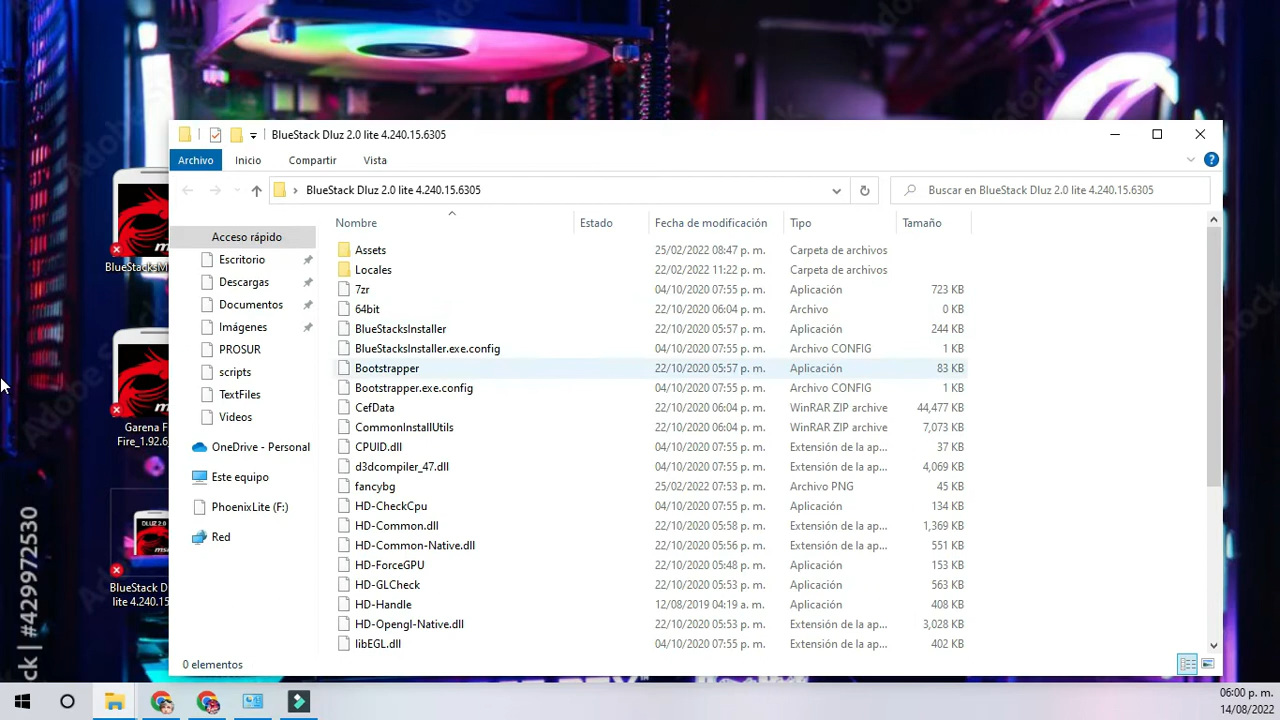 BlueStack Dluz 2.0 lite 4.240.15.6305
Archivo Inicio Compartir Vista
BlueStack Dluz 2.0 lite 4.240.15.6305
Buscar en BlueStack Dluz 2.0 lite 4.240.15.6305
Nombre Estado Fecha de modificación Tipo Tamaño
Acceso rápido
Escritorio
Descargas
Documentos
Imágenes
PROSUR
scripts
TextFiles
Videos
OneDrive - Personal
Este equipo
PhoenixLite (F:)
Red
Assets 25/02/2022 08:47 p. m. Carpeta de archivos
Locales 22/02/2022 11:22 p. m. Carpeta de archivos
7zr 04/10/2020 07:55 p. m. Aplicación 723 KB
64bit 22/10/2020 06:04 p. m. Archivo 0 KB
BlueStacksInstaller 22/10/2020 05:57 p. m. Aplicación 244 KB
BlueStacksInstaller.exe.config 04/10/2020 07:55 p. m. Archivo CONFIG 1 KB
Bootstrapper 22/10/2020 05:57 p. m. Aplicación 83 KB
Bootstrapper.exe.config 04/10/2020 07:55 p. m. Archivo CONFIG 1 KB
CefData 22/10/2020 06:04 p. m. WinRAR ZIP archive 44,477 KB
CommonInstallUtils 22/10/2020 06:04 p. m. WinRAR ZIP archive 7,073 KB
CPUID.dll 04/10/2020 07:55 p. m. Extensión de la ap... 37 KB
d3dcompiler_47.dll 04/10/2020 07:55 p. m. Extensión de la ap... 4,069 KB
fancybg 25/02/2022 07:53 p. m. Archivo PNG 45 KB
HD-CheckCpu 04/10/2020 07:55 p. m. Aplicación 134 KB
HD-Common.dll 22/10/2020 05:58 p. m. Extensión de la ap... 1,369 KB
HD-Common-Native.dll 22/10/2020 05:56 p. m. Extensión de la ap... 551 KB
HD-ForceGPU 22/10/2020 05:48 p. m. Aplicación 153 KB
HD-GLCheck 22/10/2020 05:53 p. m. Aplicación 563 KB
HD-Handle 12/08/2019 04:19 a. m. Aplicación 408 KB
HD-Opengl-Native.dll 22/10/2020 05:53 p. m. Extensión de la ap... 3,028 KB
libEGL.dll 04/10/2020 07:55 p. m. Extensión de la ap... 402 KB
0 elementos
BlueStacksM
Garena F
Fire_1.92.6
DLUZ 2.0
BlueStack D
lite 4.240.15
ck | #429972530
06:00 p. m.
14/08/2022